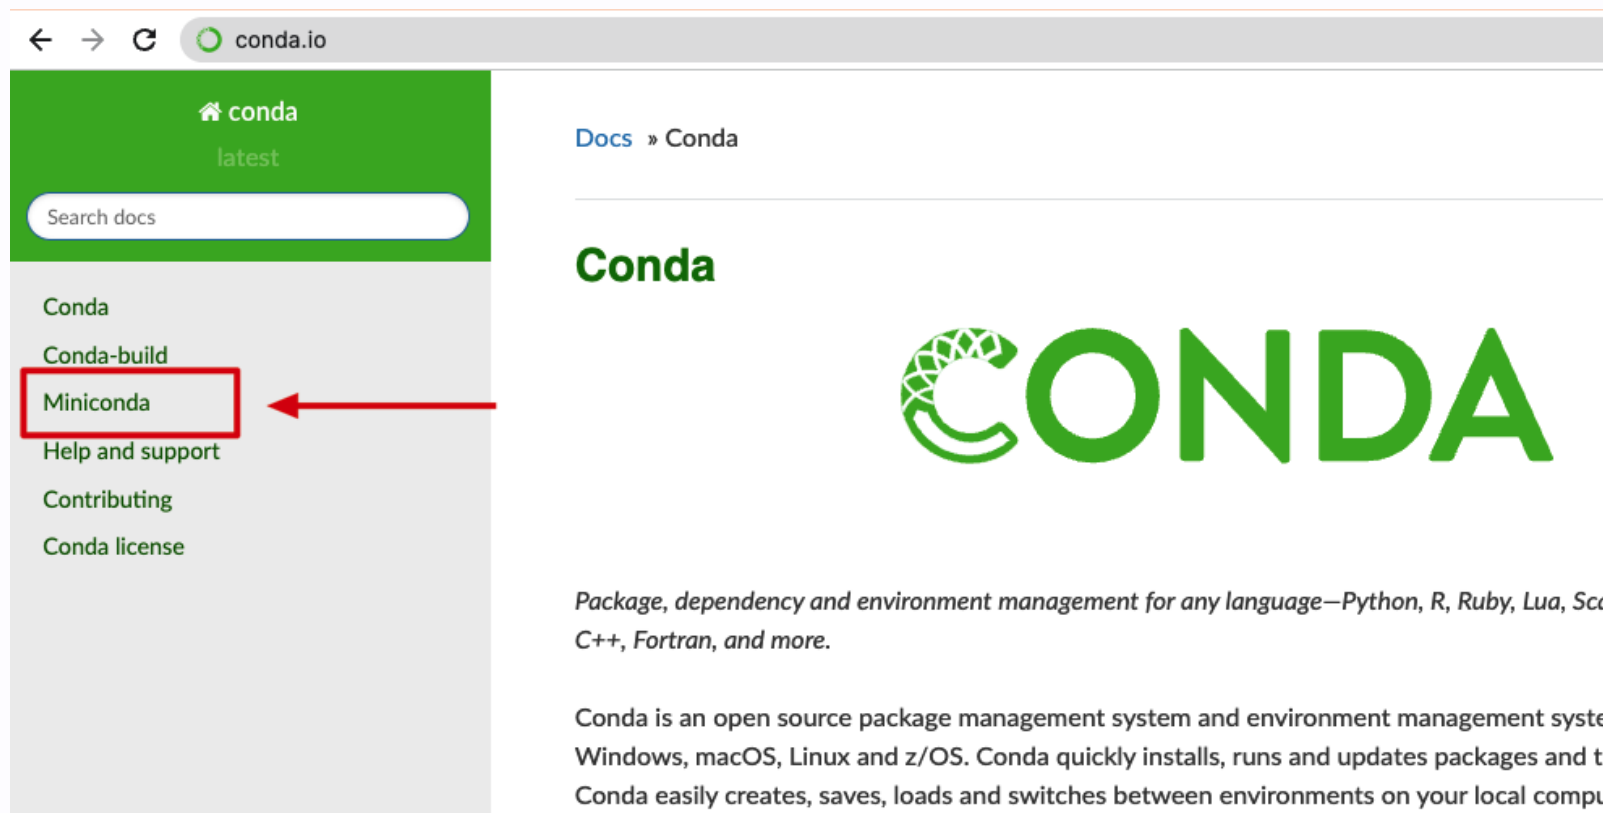 conda.io
conda
latest
Search docs
Conda
Conda-build
Miniconda
Help and support
Contributing
Conda license
Docs » Conda
Conda
CONDA
Package, dependency and environment management for any language—Python, R, Ruby, Lua,
C++, Fortran, and more.
Conda is an open source package management system and environment management
Windows, macOS, Linux and z/OS. Conda quickly installs, runs and updates packages and
Conda easily creates, saves, loads and switches between environments on your local